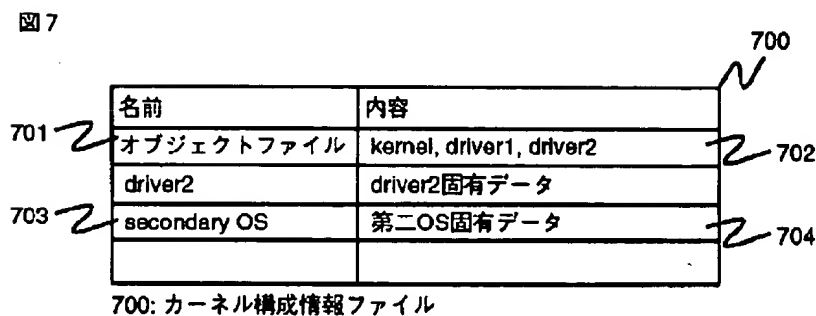 図7
700
名前 内容
701 オブジェクトファイル kernel, driver1, driver2 702
driver2 driver2固有データ
703 secondary OS 第二OS固有データ 704
700: カーネル構成情報ファイル